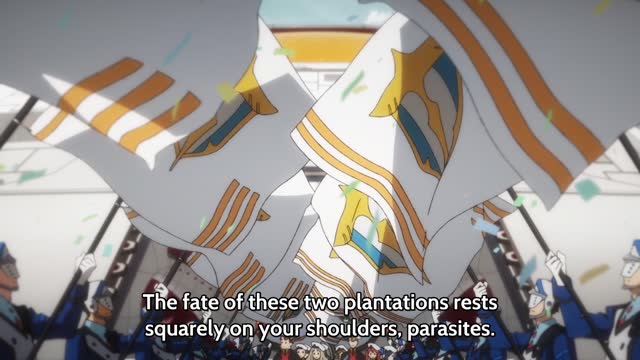 The fate of these two plantations rests
squarely on your shoulders, parasites.